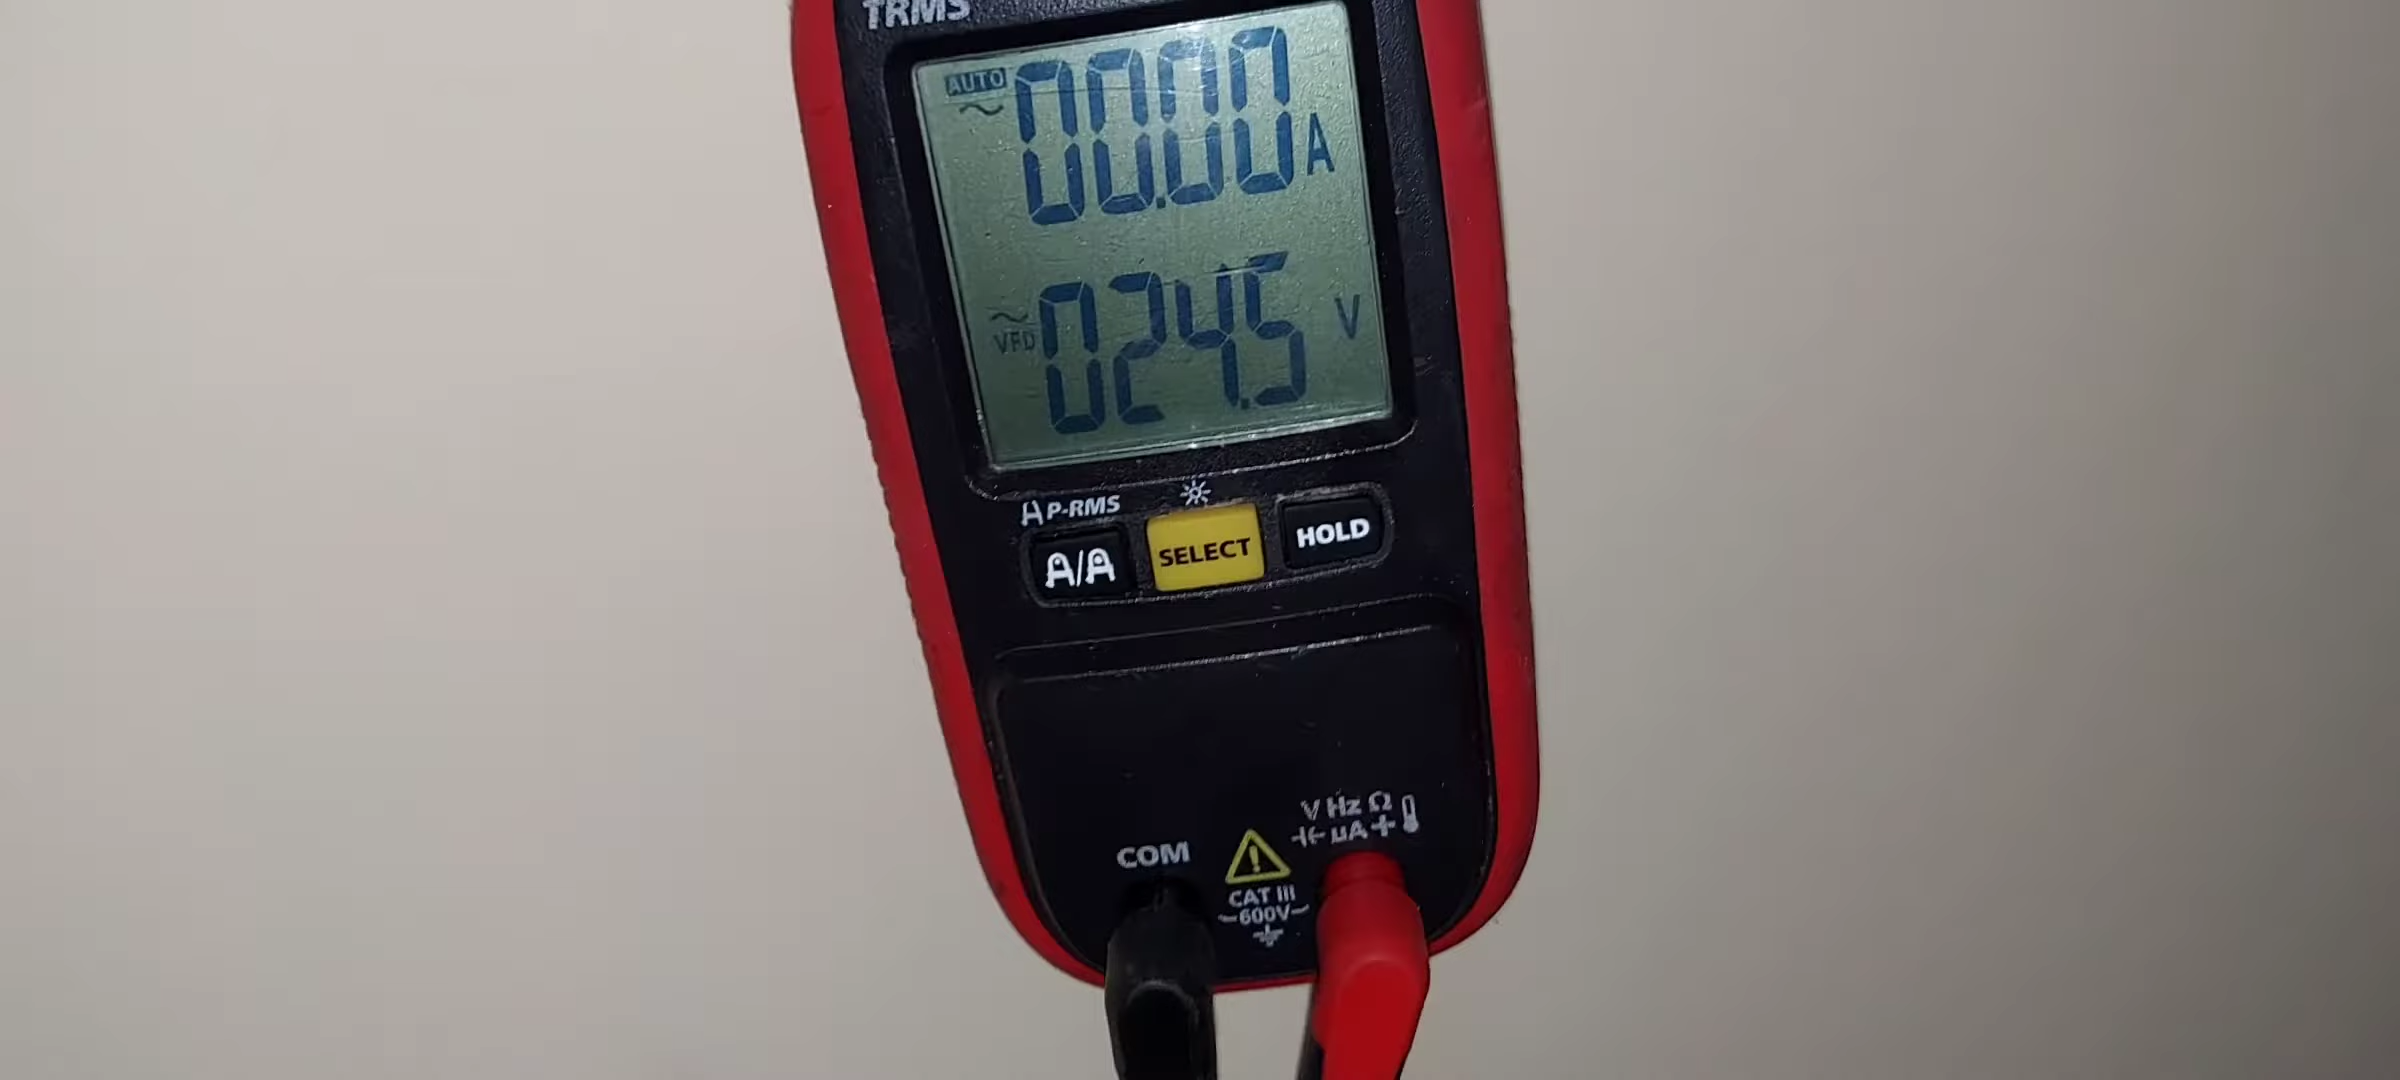 TRMS
AUTO
~ 00.00 A
~
VFD 024.5 V
A P-RMS
A/A
SELECT
HOLD
V Hz Ω
µA +
COM
CAT III
~600V~